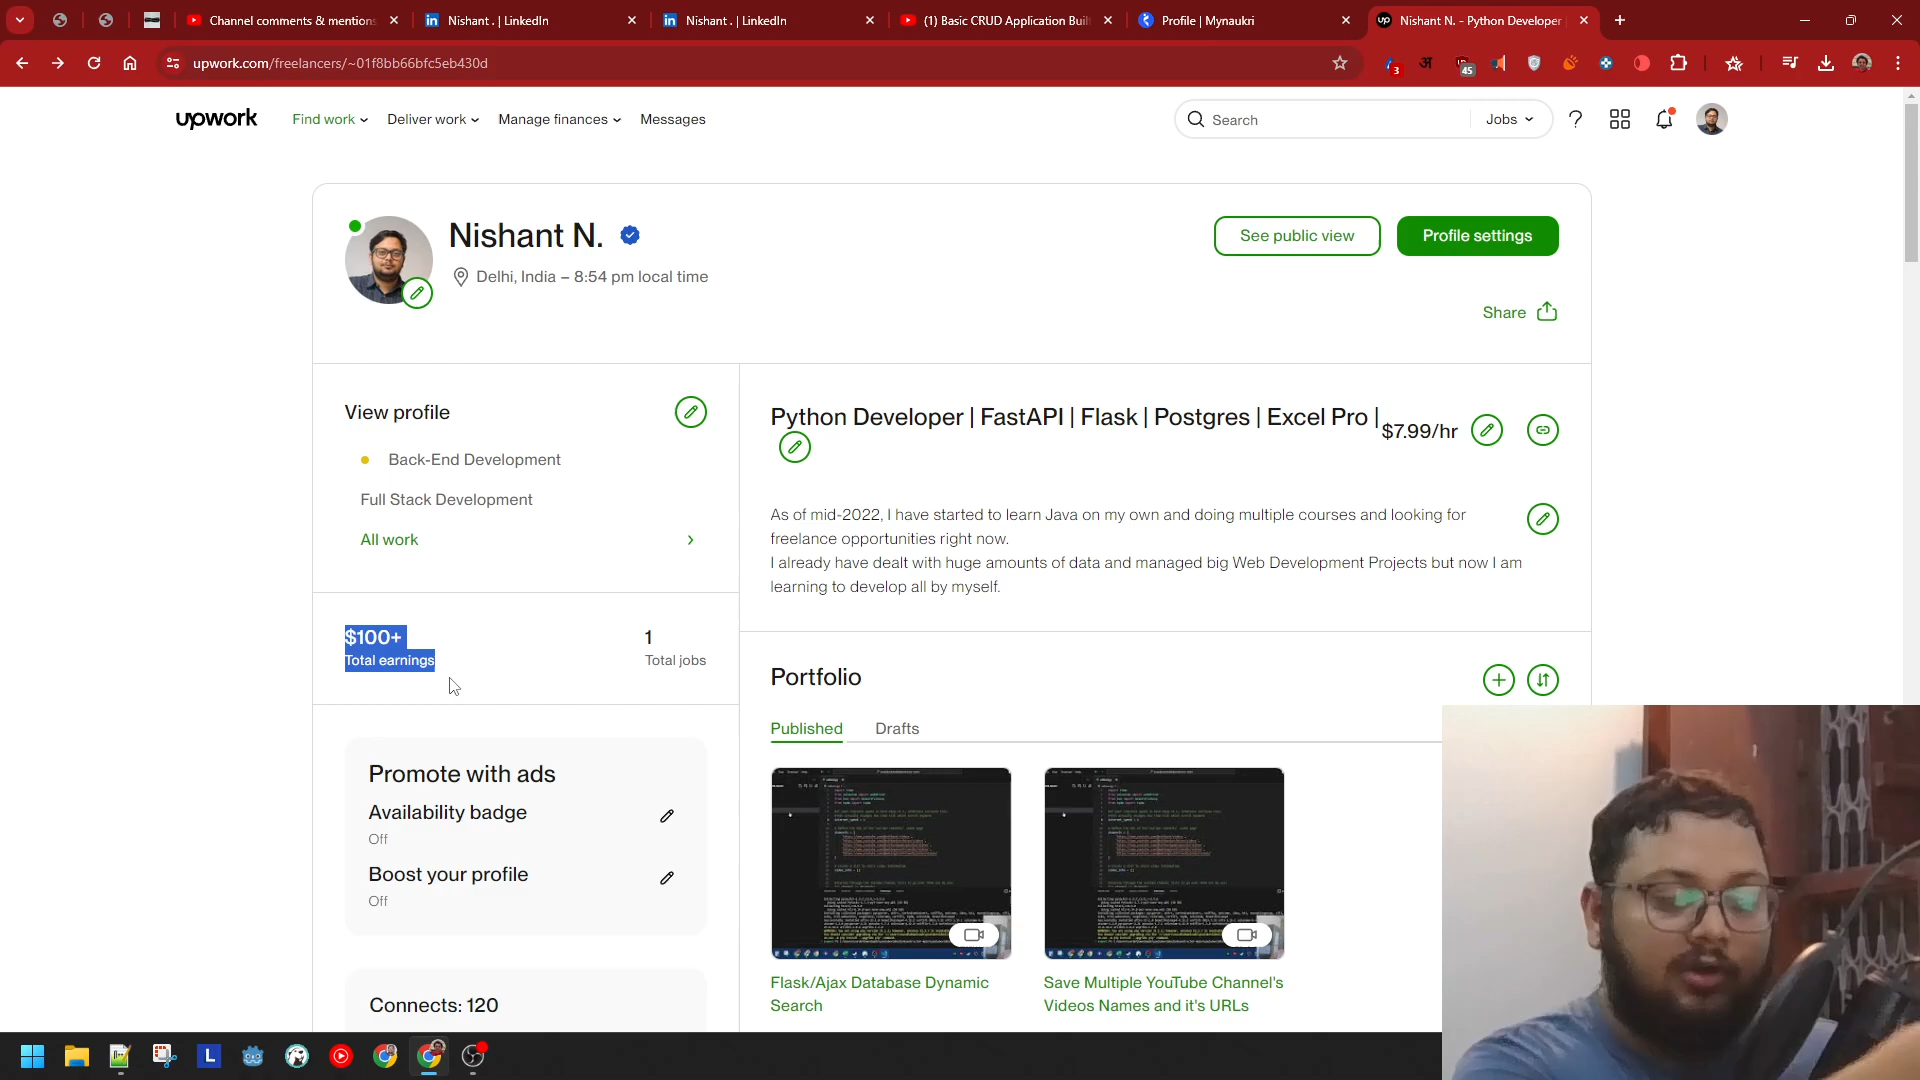 Channel comments & mentions
Nishant . | LinkedIn
Nishant . | LinkedIn
(1) Basic CRUD Application Buil
Profile | Mynaukri
Nishant N. - Python Developer
upwork.com/freelancers/~01f8bb66bfc5eb430d
3
अ
45
upwork
Find work
Deliver work
Manage finances
Messages
Search
Jobs
?
Nishant N.
Delhi, India – 8:54 pm local time
See public view
Profile settings
Share
View profile
Back-End Development
Full Stack Development
All work
Python Developer | FastAPI | Flask | Postgres | Excel Pro |
$7.99/hr
As of mid-2022, I have started to learn Java on my own and doing multiple courses and looking for
freelance opportunities right now.
I already have dealt with huge amounts of data and managed big Web Development Projects but now I am
learning to develop all by myself.
$100+
Total earnings
1
Total jobs
Portfolio
Published
Drafts
Promote with ads
Availability badge
Off
Boost your profile
Off
Connects: 120
Flask/Ajax Database Dynamic
Search
Save Multiple YouTube Channel's
Videos Names and it's URLs
L